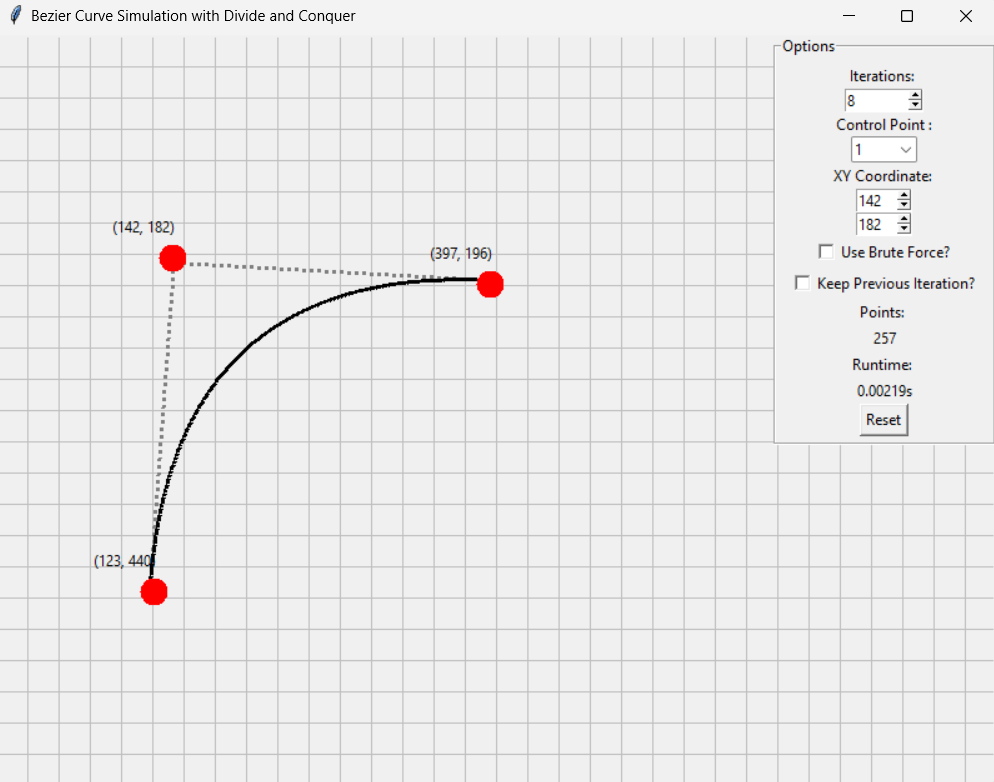 Bezier Curve Simulation with Divide and Conquer
Options
Iterations:
8
Control Point :
1
XY Coordinate:
142
182
Use Brute Force?
Keep Previous Iteration?
Points:
257
Runtime:
0.00219s
Reset
(142, 182)
(397, 196)
(123, 440)